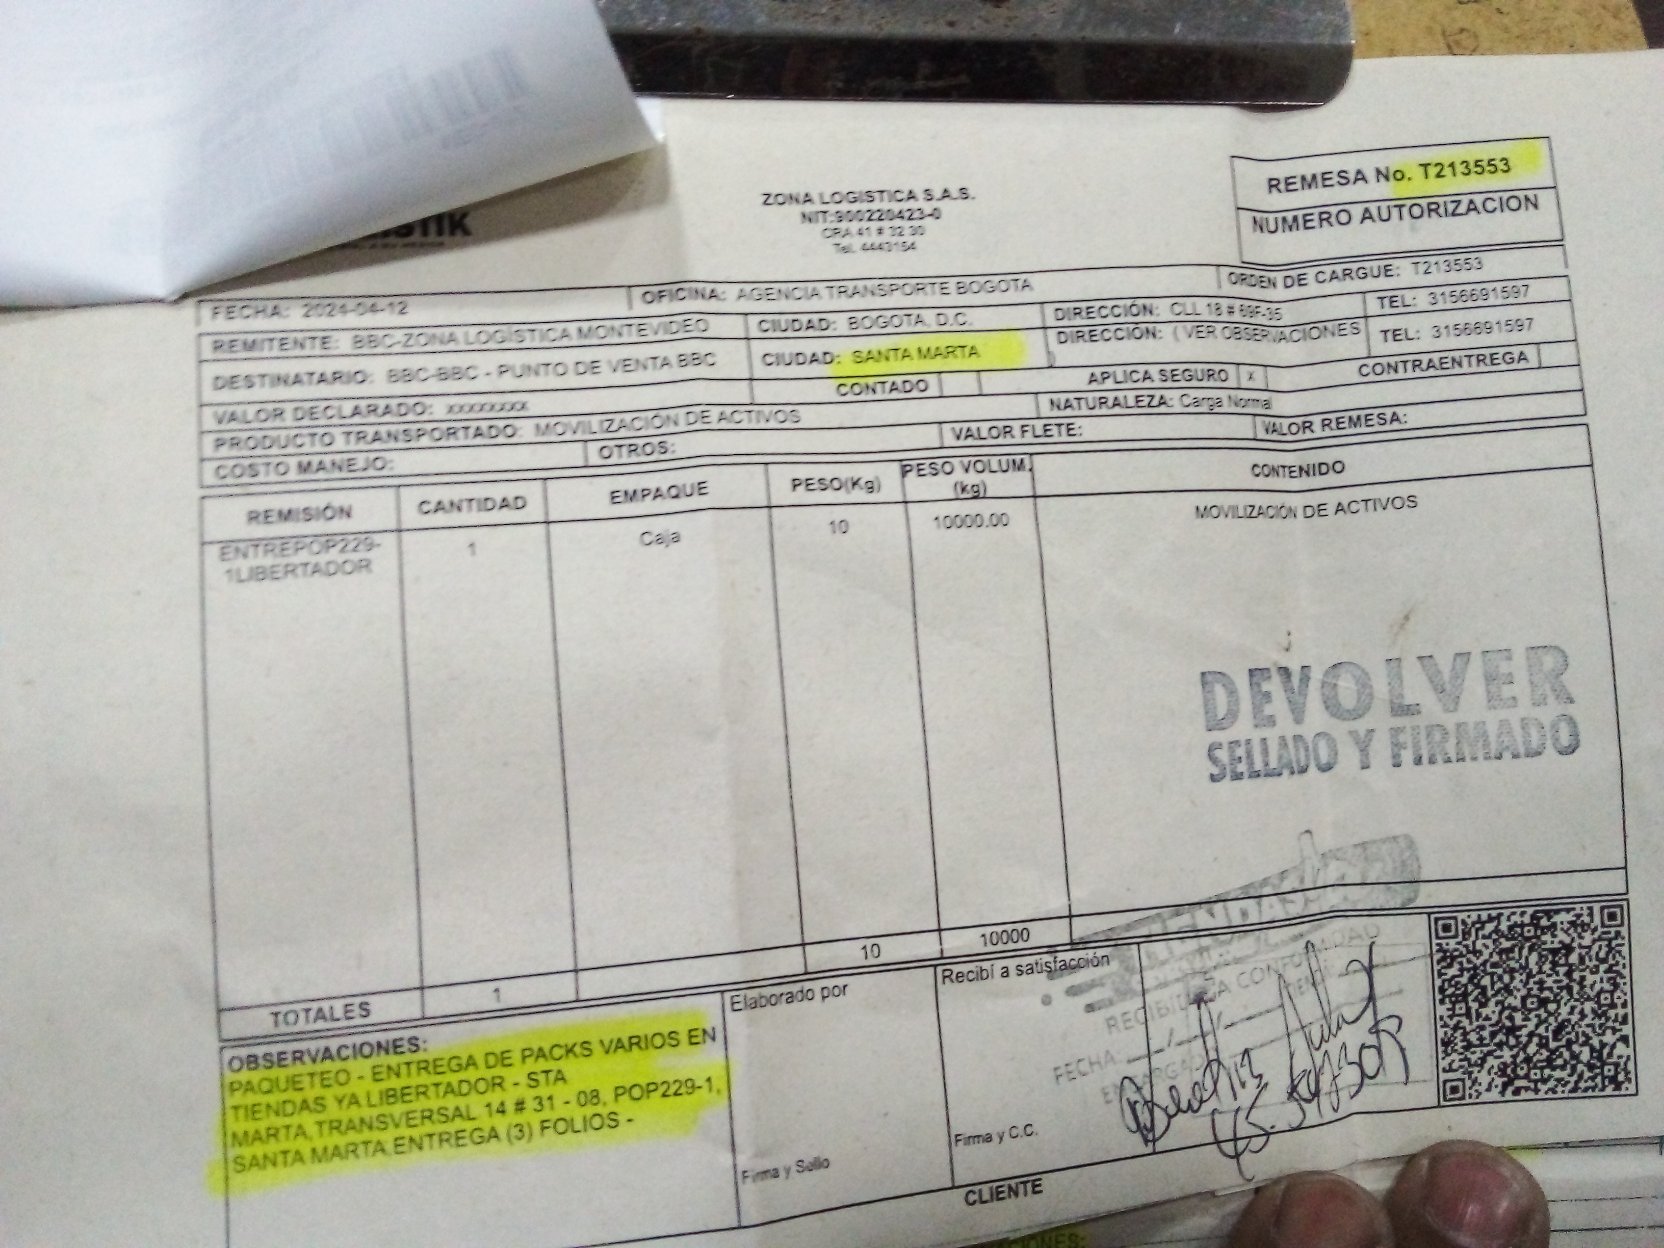 ZONA LOGISTICA S.A.S.
NIT:900220423-0
CRA 41 # 32 30
Tel. 4443154
REMESA No. T213553
NUMERO AUTORIZACION
FECHA: 2024-04-12 OFICINA: AGENCIA TRANSPORTE BOGOTA ORDEN DE CARGUE: T213553
REMITENTE: BBC-ZONA LOGÍSTICA MONTEVIDEO CIUDAD: BOGOTA, D.C. DIRECCIÓN: CLL 18 # 69F-35 TEL: 3156691597
DESTINATARIO: BBC-BBC - PUNTO DE VENTA BBC CIUDAD: SANTA MARTA DIRECCIÓN: ( VER OBSERVACIONES ) TEL: 3156691597
VALOR DECLARADO: xxxxxxxx CONTADO APLICA SEGURO x CONTRAENTREGA
PRODUCTO TRANSPORTADO: MOVILIZACIÓN DE ACTIVOS NATURALEZA: Carga Normal
COSTO MANEJO: OTROS: VALOR FLETE: VALOR REMESA:
REMISIÓN CANTIDAD EMPAQUE PESO(Kg) PESO VOLUM. (kg) CONTENIDO
ENTREPOP229- 1 Caja 10 10000.00 MOVILIZACIÓN DE ACTIVOS
1LIBERTADOR
DEVOLVER
SELLADO Y FIRMADO
TOTALES 1 10 10000
OBSERVACIONES:
PAQUETEO - ENTREGA DE PACKS VARIOS EN
TIENDAS YA LIBERTADOR - STA
MARTA, TRANSVERSAL 14 # 31 - 08, POP229-1,
SANTA MARTA,ENTREGA (3) FOLIOS -
Elaborado por
Firma y Sello
Recibí a satisfacción
Firma y C.C.
FECHA:
CLIENTE